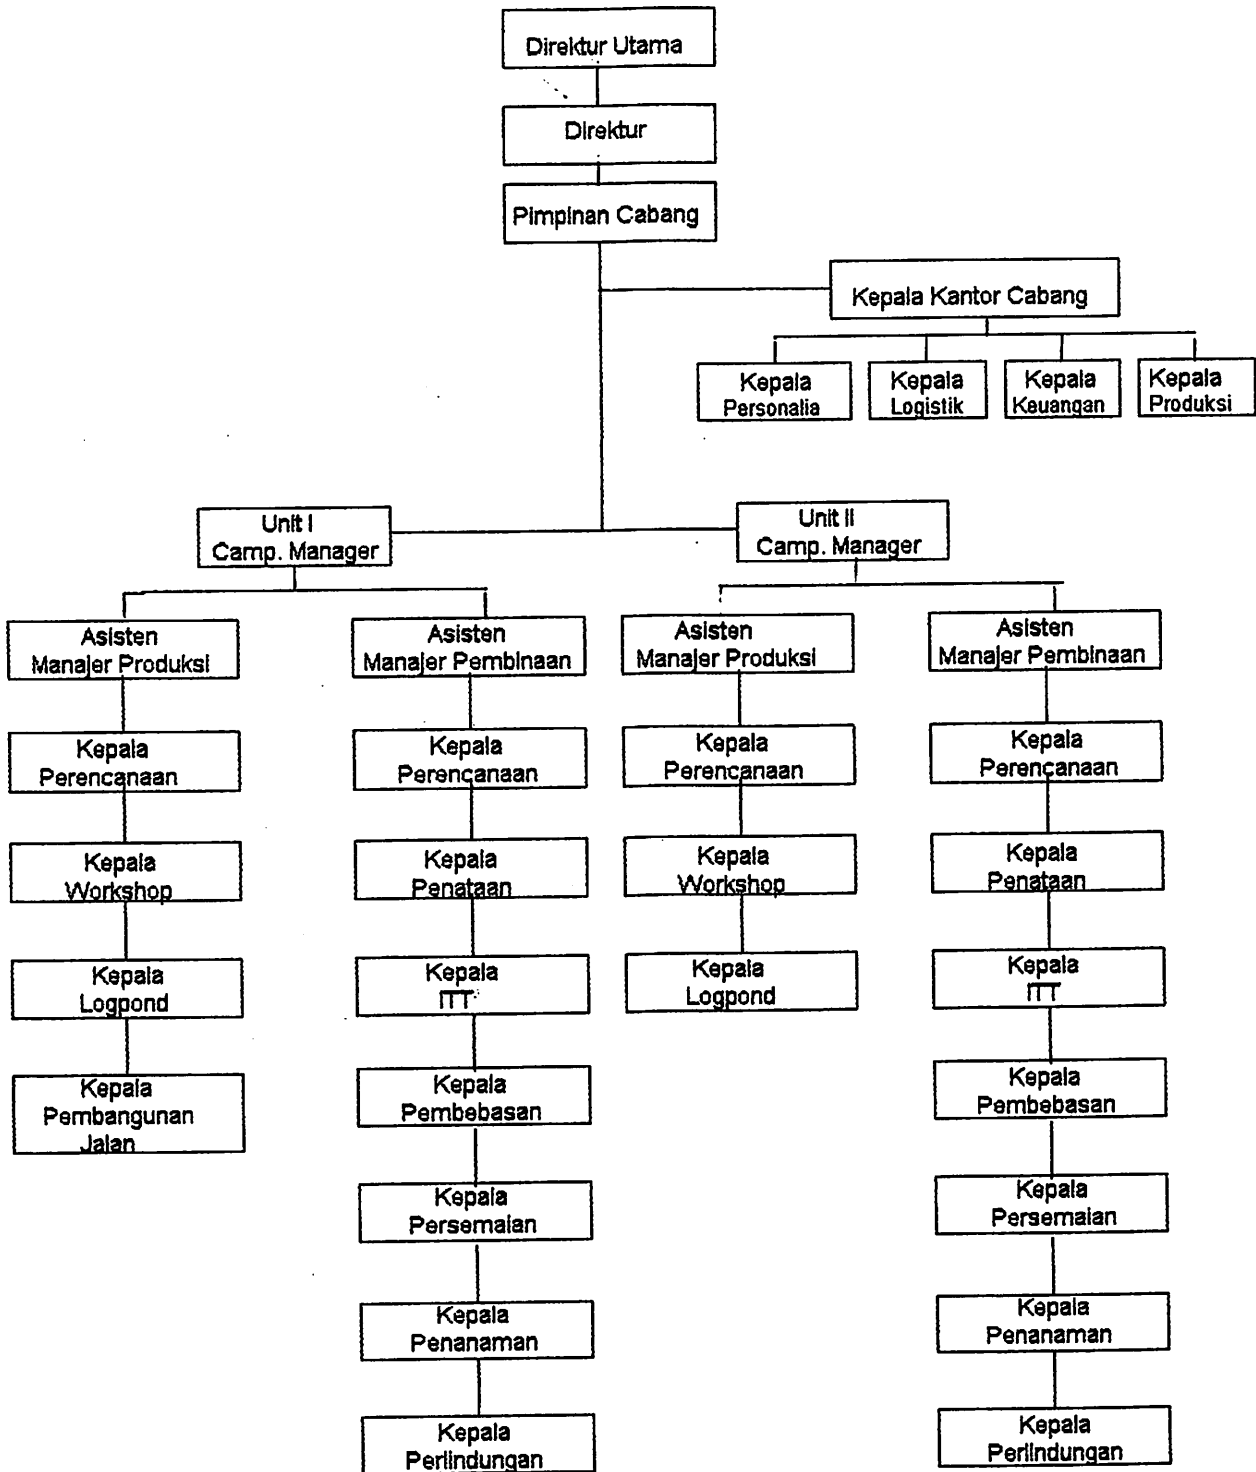 Direktur Utama
Direktur
Pimpinan Cabang
Kepala Kantor Cabang
Kepala
Personalia
Kepala
Logistik
Kepala
Keuangan
Kepala
Produksi
Unit I
Camp. Manager
Unit II
Camp. Manager
Asisten
Manajer Produksi
Kepala
Perencanaan
Kepala
Workshop
Kepala
Logpond
Kepala
Pembangunan
Jalan
Asisten
Manajer Pembinaan
Kepala
Perencanaan
Kepala
Penataan
Kepala
ITT
Kepala
Pembebasan
Kepala
Persemaian
Kepala
Penanaman
Kepala
Perlindungan
Asisten
Manajer Produksi
Kepala
Perencanaan
Kepala
Workshop
Kepala
Logpond
Asisten
Manajer Pembinaan
Kepala
Perencanaan
Kepala
Penataan
Kepala
ITT
Kepala
Pembebasan
Kepala
Persemaian
Kepala
Penanaman
Kepala
Perlindungan